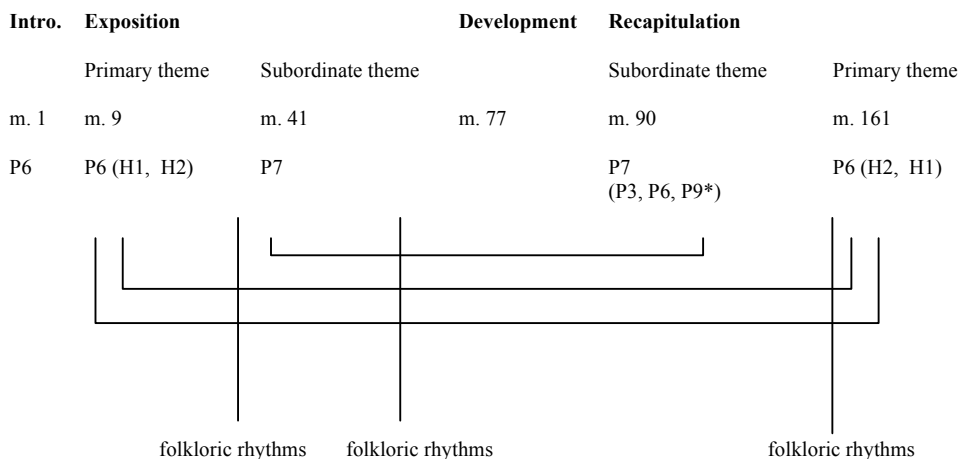 Intro. Exposition Development Recapitulation
Primary theme Subordinate theme Subordinate theme Primary theme
m. 1 m. 9 m. 41 m. 77 m. 90 m. 161
P6 P6 (H1, H2) P7 P7 P6 (H2, H1)
(P3, P6, P9*)
folkloric rhythms folkloric rhythms folkloric rhythms